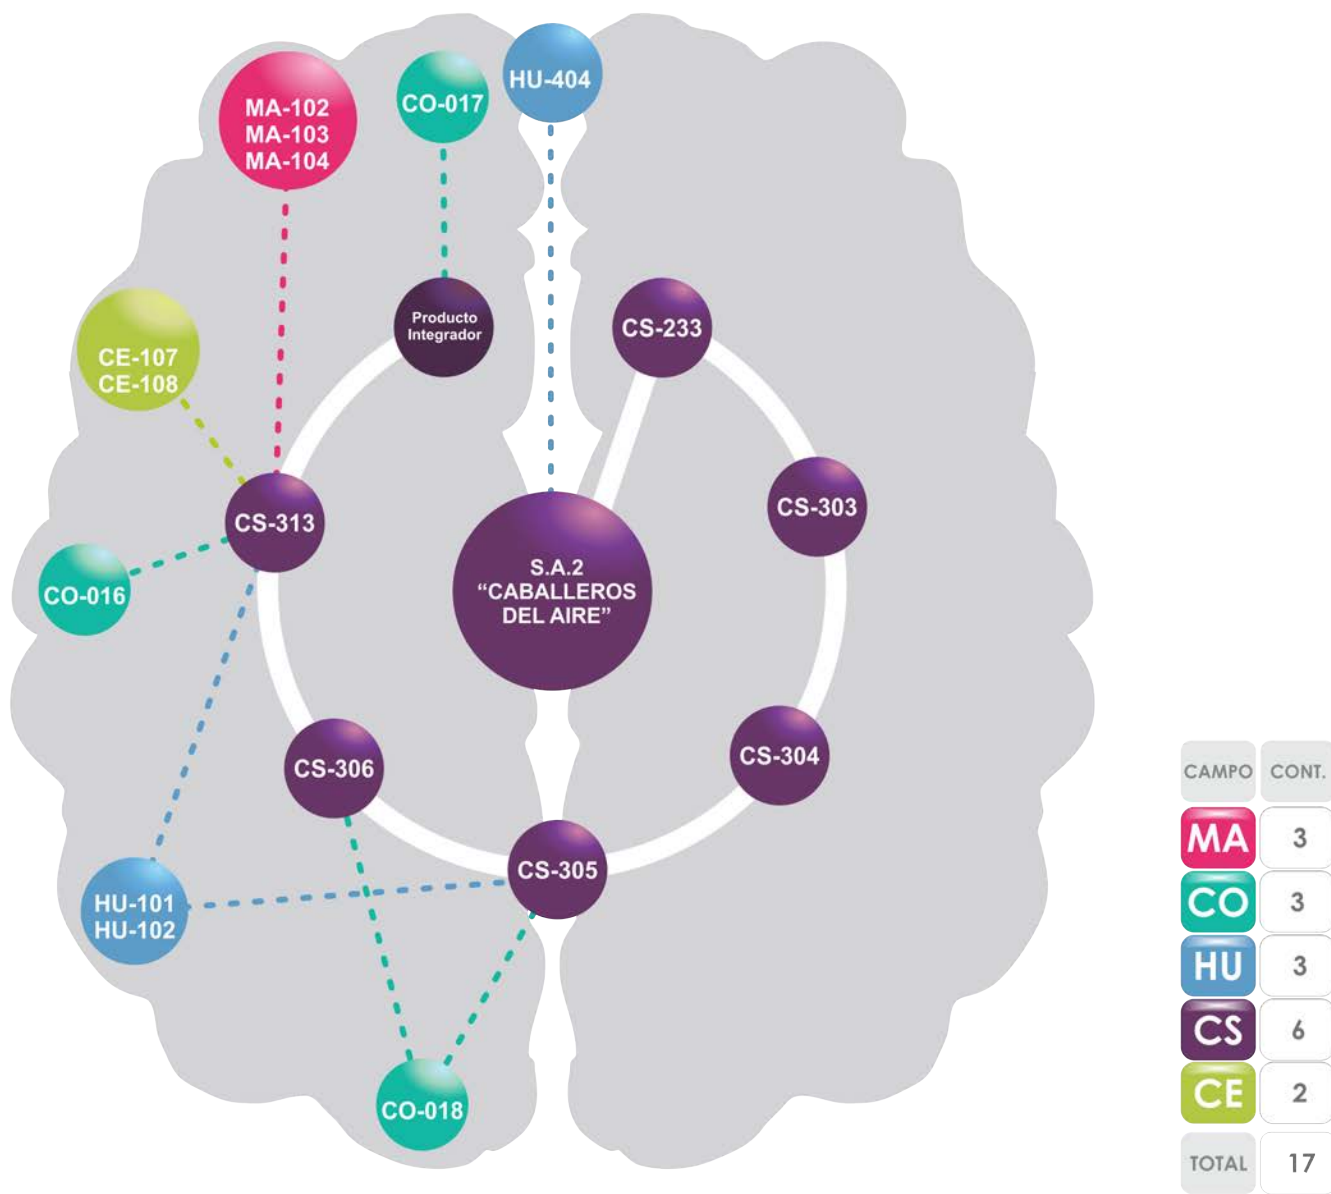 HU-404
MA-102
MA-103
MA-104
CO-017
Producto
Integrador
CS-233
CE-107
CE-108
CS-313
CS-303
CO-016
S.A.2
“CABALLEROS
DEL AIRE”
CS-306
CS-304
CS-305
HU-101
HU-102
CO-018
CAMPO CONT.
MA 3
CO 3
HU 3
CS 6
CE 2
TOTAL 17